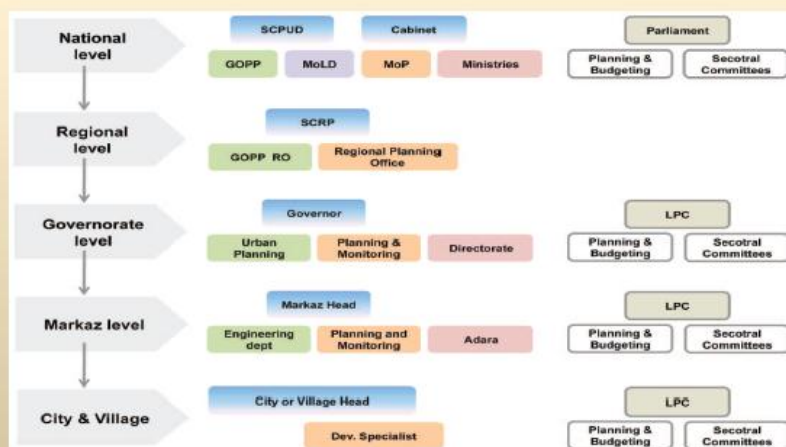 National
level
SCPUD
Cabinet
Parliament
GOPP
MoLD
MoP
Ministries
Planning &
Budgeting
Secotral
Committees
Regional
level
SCRP
GOPP RO
Regional Planning
Office
Governorate
level
Governor
LPC
Urban
Planning
Planning &
Monitoring
Directorate
Planning &
Budgeting
Secotral
Committees
Markaz level
Markaz Head
LPC
Engineering
dept
Planning and
Monitoring
Adara
Planning &
Budgeting
Secotral
Committees
City & Village
City or Village Head
LPC
Dev. Specialist
Planning &
Budgeting
Secotral
Committees